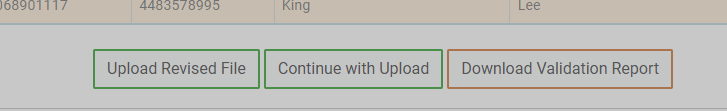 068901117 4483578995 King Lee
Upload Revised File Continue with Upload Download Validation Report